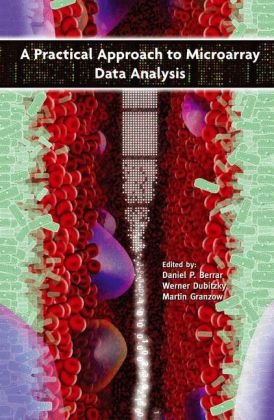 A Practical Approach to Microarray
Data Analysis
Edited by:
Daniel P. Berrar
Werner Dubitzky
Martin Granzow